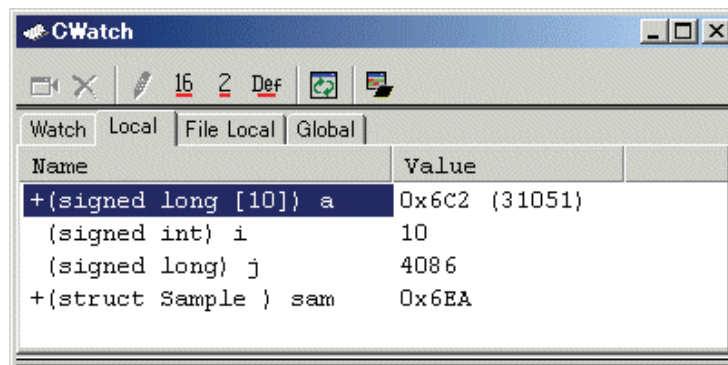 CWatch
16 2 Def
Watch Local File Local Global
Name Value
+(signed long [10]) a 0x6C2 (31051)
(signed int) i 10
(signed long) j 4086
+(struct Sample ) sam 0x6EA